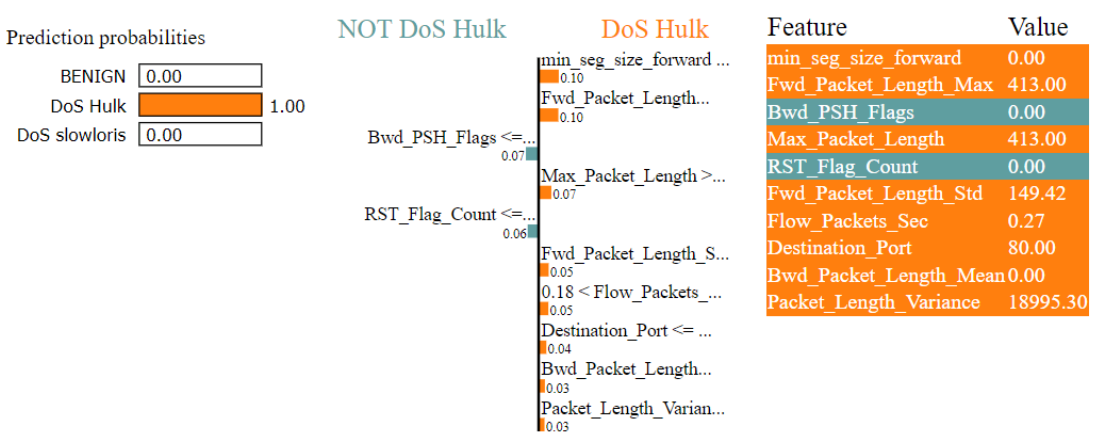 Prediction probabilities
BENIGN 0.00
DoS Hulk 1.00
DoS slowloris 0.00
NOT DoS Hulk DoS Hulk
min_seg_size_forward ...
0.10
Fwd_Packet_Length...
0.10
Bwd_PSH_Flags <=...
0.07
Max_Packet_Length >...
0.07
RST_Flag_Count <=...
0.06
Fwd_Packet_Length_S...
0.05
0.18 < Flow_Packets_...
0.05
Destination_Port <= ...
0.04
Bwd_Packet_Length...
0.03
Packet_Length_Varian...
0.03
Feature Value
min_seg_size_forward 0.00
Fwd_Packet_Length_Max 413.00
Bwd_PSH_Flags 0.00
Max_Packet_Length 413.00
RST_Flag_Count 0.00
Fwd_Packet_Length_Std 149.42
Flow_Packets_Sec 0.27
Destination_Port 80.00
Bwd_Packet_Length_Mean 0.00
Packet_Length_Variance 18995.30